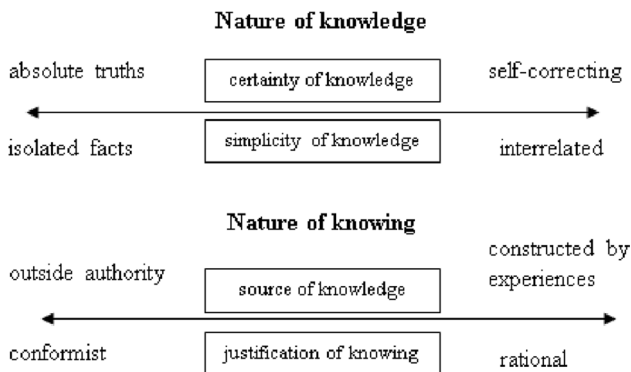 Nature of knowledge
absolute truths
certainty of knowledge
self-correcting
isolated facts
simplicity of knowledge
interrelated
Nature of knowing
outside authority
source of knowledge
constructed by
experiences
conformist
justification of knowing
rational